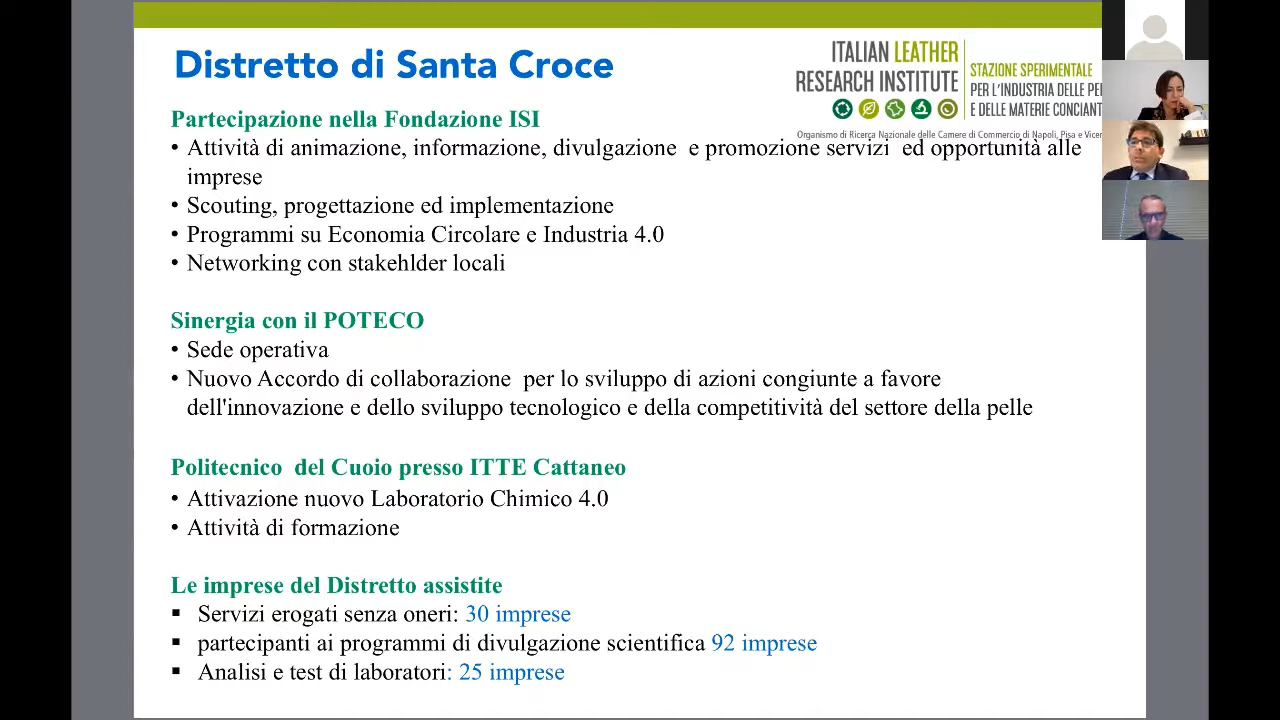 Distretto di Santa Croce
ITALIAN LEATHER
RESEARCH INSTITUTE
STAZIONE SPERIMENTALE
PER L'INDUSTRIA DELLE
E DELLE MATERIE CONCIANT
Organismo di Ricerca Nazionale delle Camere di Commercio di Napoli, Pisa e
Partecipazione nella Fondazione ISI
• Attività di animazione, informazione, divulgazione e promozione servizi ed opportunità alle
imprese
• Scouting, progettazione ed implementazione
• Programmi su Economia Circolare e Industria 4.0
• Networking con stakehlder locali
Sinergia con il POTECO
• Sede operativa
• Nuovo Accordo di collaborazione per lo sviluppo di azioni congiunte a favore
dell'innovazione e dello sviluppo tecnologico e della competitività del settore della pelle
Politecnico del Cuoio presso ITTE Cattaneo
• Attivazione nuovo Laboratorio Chimico 4.0
• Attività di formazione
Le imprese del Distretto assistite
▪ Servizi erogati senza oneri: 30 imprese
▪ partecipanti ai programmi di divulgazione scientifica 92 imprese
▪ Analisi e test di laboratori: 25 imprese